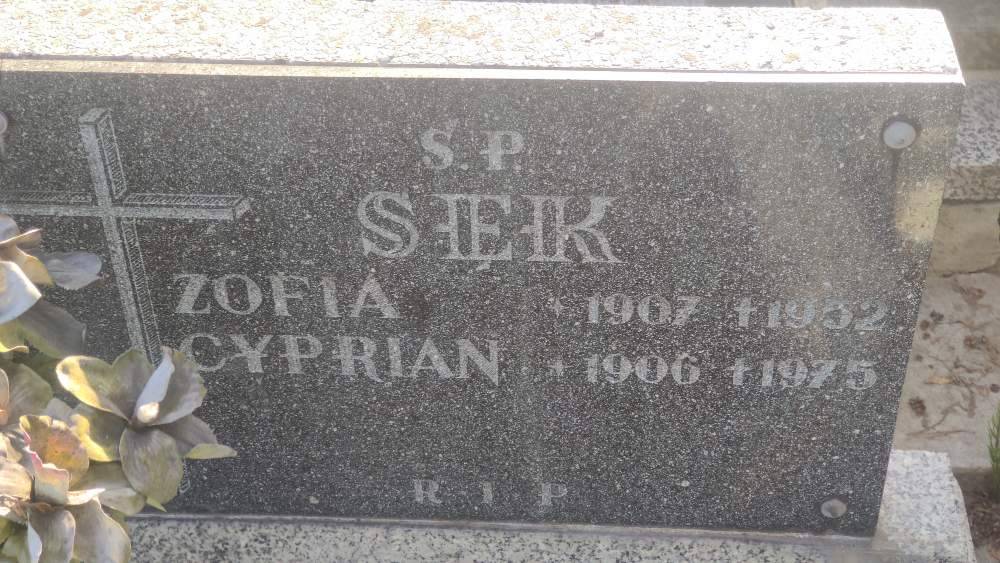 Ś.P.
SĘK
ZOFIA * 1907 † 1952
CYPRIAN * 1906 † 1975
R I P